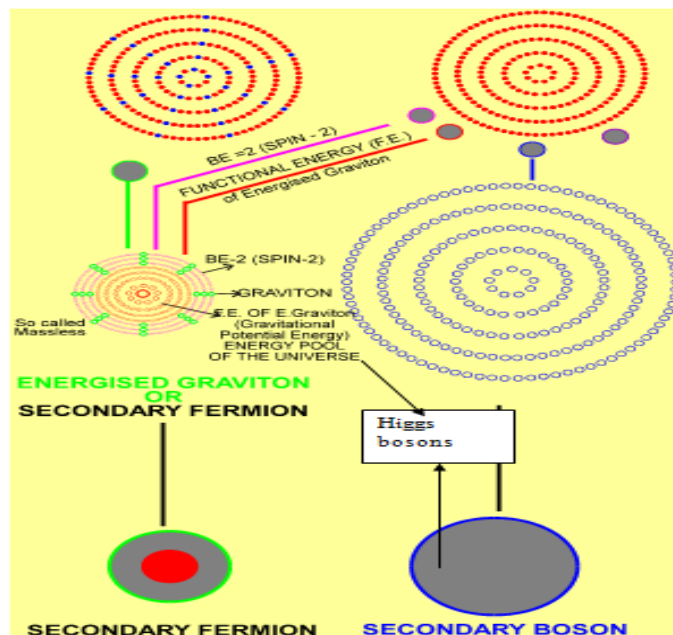 BE =2 (SPIN - 2)
FUNCTIONAL ENERGY (F.E.)
of Energised Graviton
BE-2 (SPIN-2)
GRAVITON
So called
Massless
F.E. OF E.Graviton
(Gravitational
Potential Energy)
ENERGY POOL
OF THE UNIVERSE
ENERGISED GRAVITON
OR
SECONDARY FERMION
Higgs
bosons
SECONDARY FERMION
SECONDARY BOSON